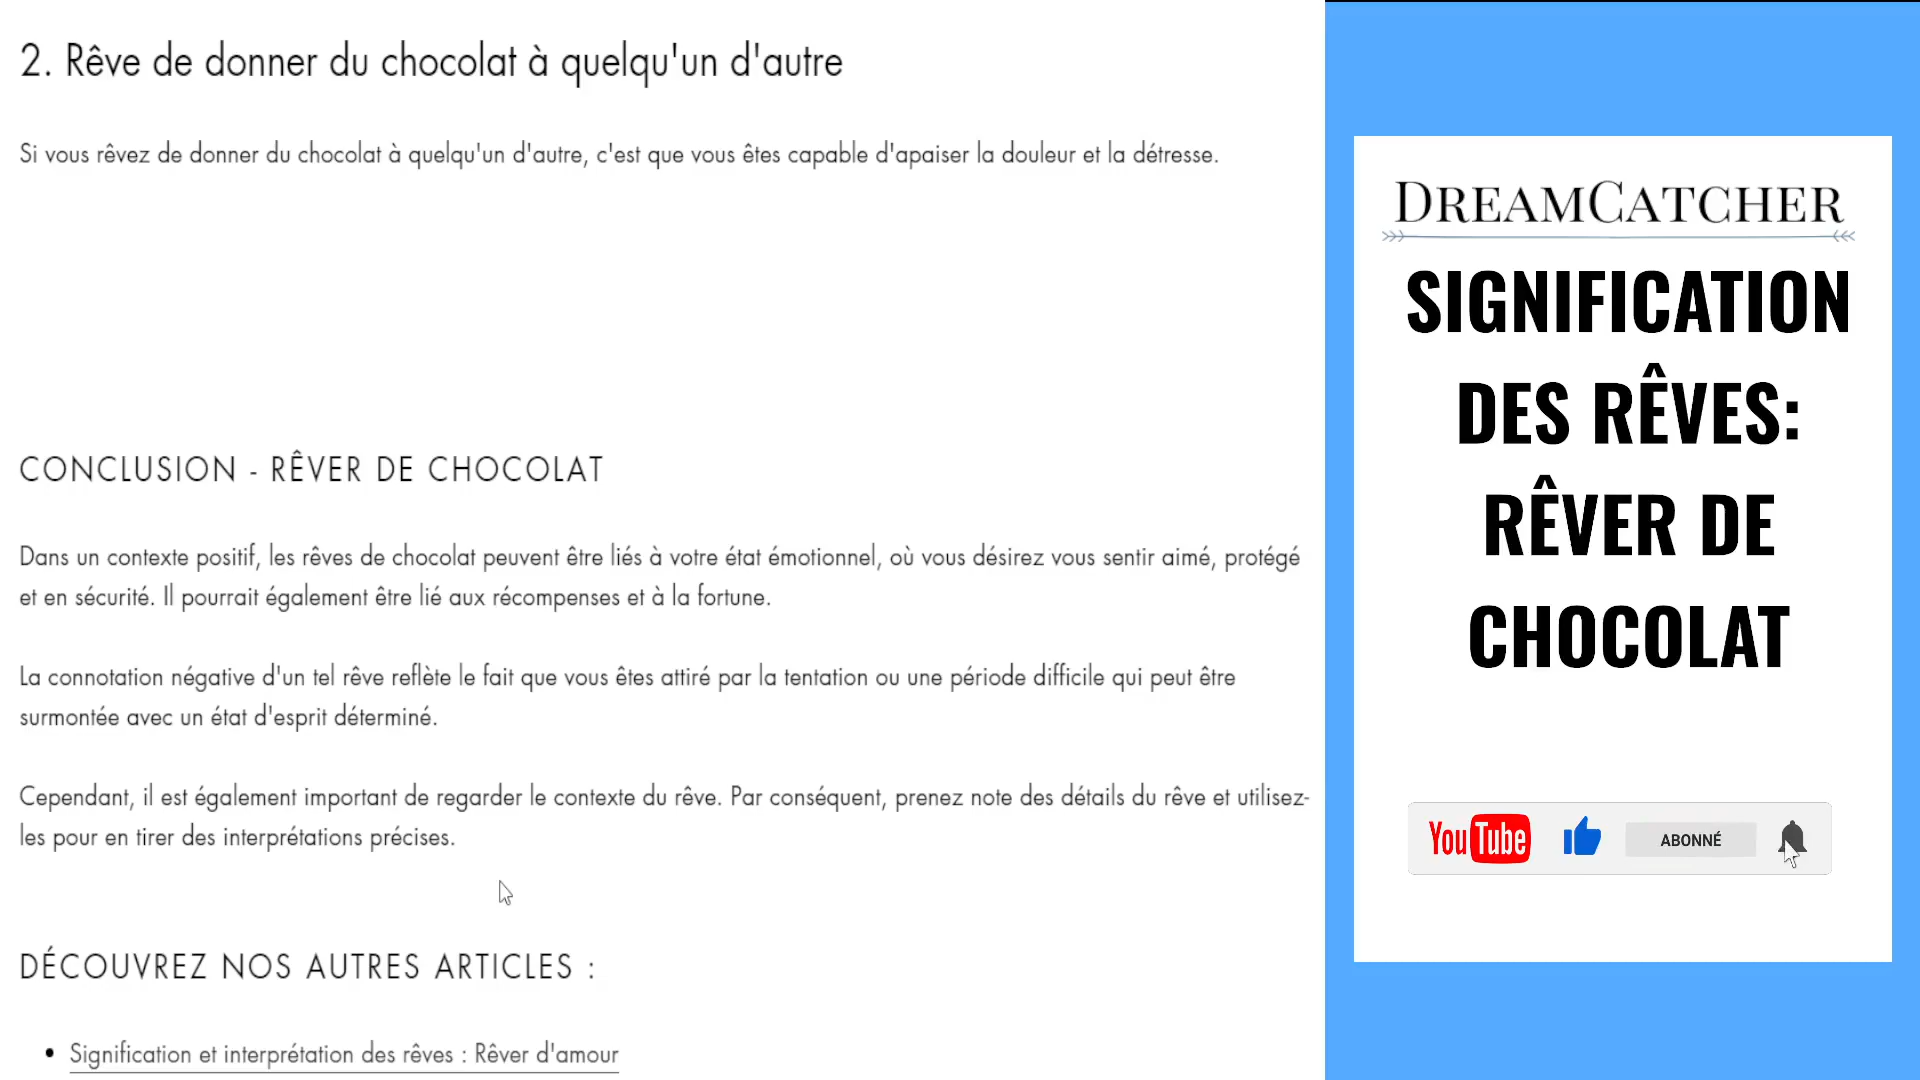 2. Rêve de donner du chocolat à quelqu'un d'autre
Si vous rêvez de donner du chocolat à quelqu'un d'autre, c'est que vous êtes capable d'apaiser la douleur et la détresse.
CONCLUSION - RÊVER DE CHOCOLAT
Dans un contexte positif, les rêves de chocolat peuvent être liés à votre état émotionnel, où vous désirez vous sentir aimé, protégé
et en sécurité. Il pourrait également être lié aux récompenses et à la fortune.
La connotation négative d'un tel rêve reflète le fait que vous êtes attiré par la tentation ou une période difficile qui peut être
surmontée avec un état d'esprit déterminé.
Cependant, il est également important de regarder le contexte du rêve. Par conséquent, prenez note des détails du rêve et utilisez-
les pour en tirer des interprétations précises.
DÉCOUVREZ NOS AUTRES ARTICLES :
• Signification et interprétation des rêves : Rêver d'amour
DREAMCATCHER
SIGNIFICATION
DES RÊVES:
RÊVER DE
CHOCOLAT
YouTube ABONNÉ